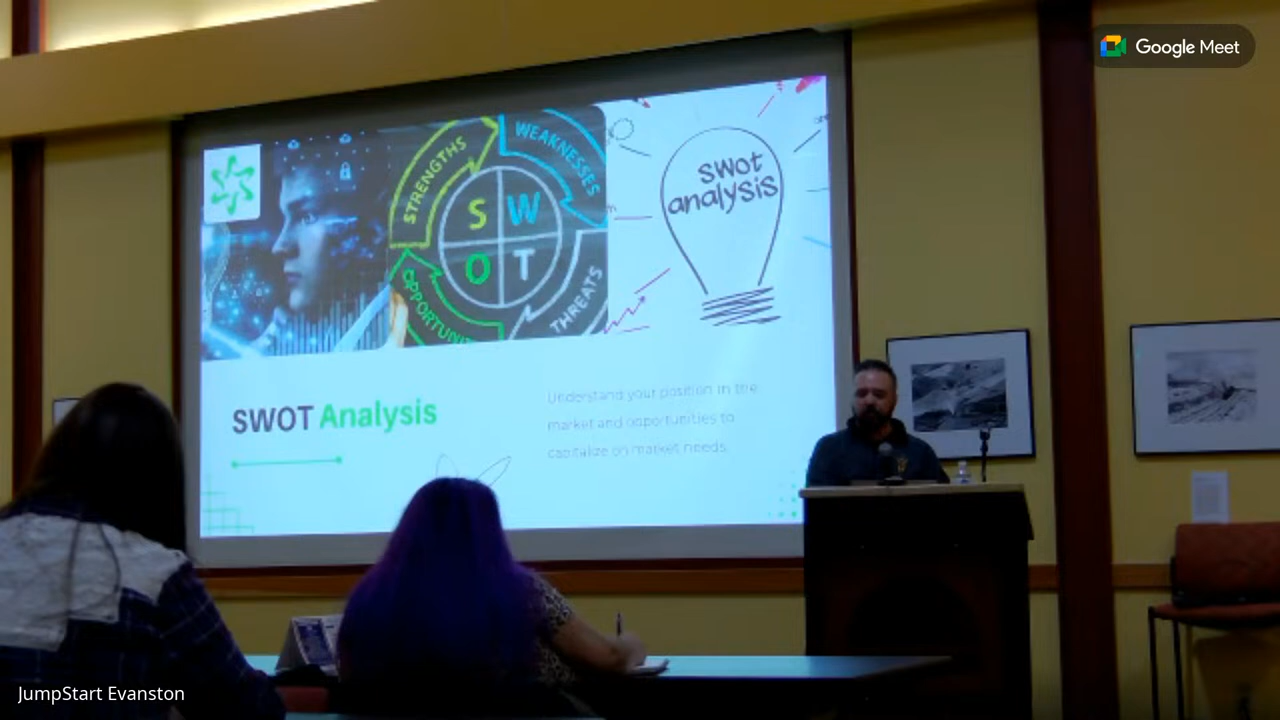 Google Meet
STRENGTHS
WEAKNESSES
S W
O T
THREATS
swot
analysis
SWOT Analysis
Understand your position in the
market and opportunities to
capitalize on market needs.
JumpStart Evanston